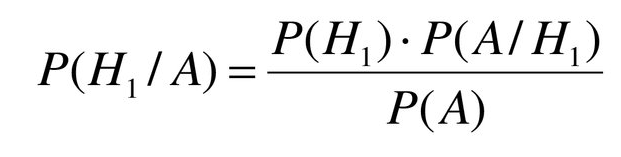 P(H₁ / A) = P(H₁) · P(A / H₁) / P(A)